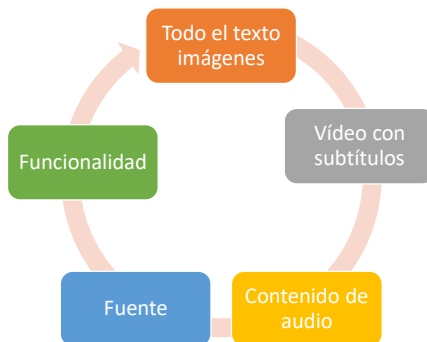 Todo el texto
imágenes
Vídeo con
subtítulos
Contenido de
audio
Fuente
Funcionalidad